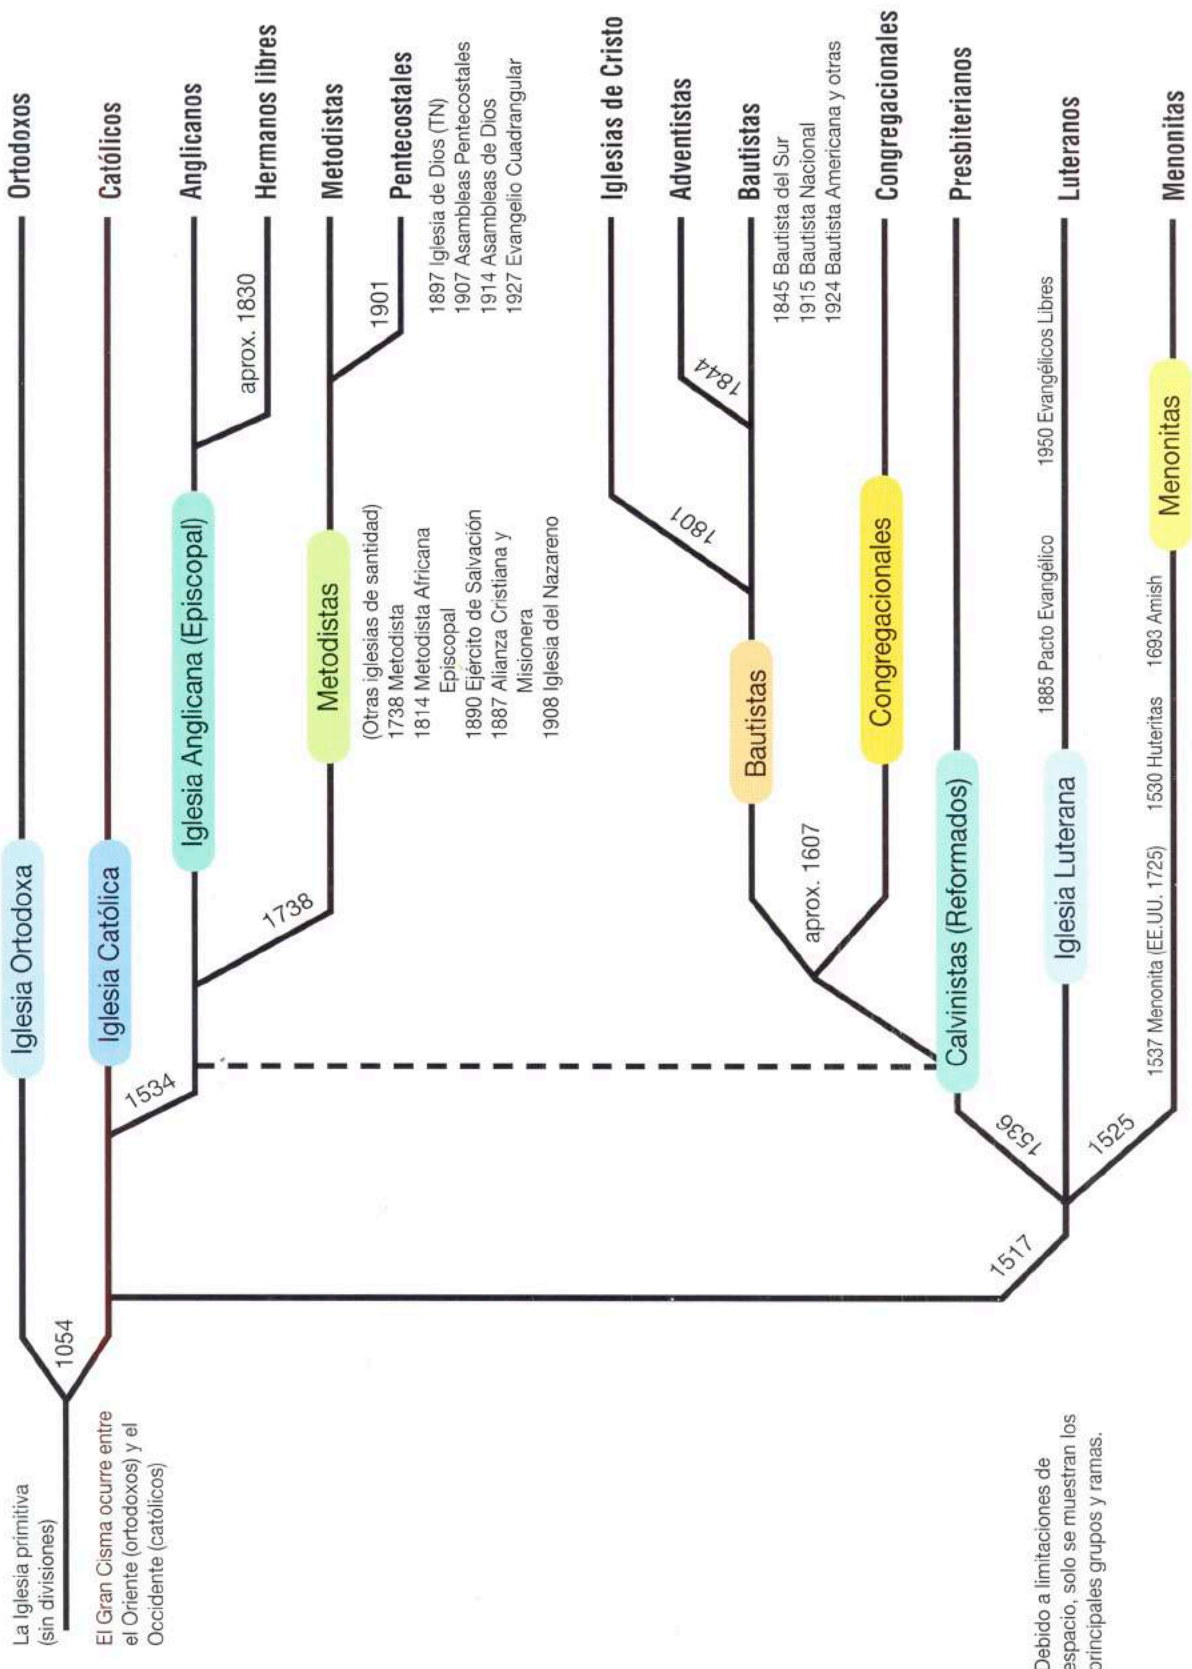 La Iglesia primitiva
(sin divisiones)
El Gran Cisma ocurre entre
el Oriente (ortodoxos) y el
Occidente (católicos)
1054
Iglesia Ortodoxa
Ortodoxos
Iglesia Católica
Católicos
1534
Iglesia Anglicana (Episcopal)
Anglicanos
aprox. 1830
Hermanos libres
1738
Metodistas
Metodistas
(Otras iglesias de santidad)
1738 Metodista
1814 Metodista Africana
Episcopal
1890 Ejército de Salvación
1887 Alianza Cristiana y
Misionera
1908 Iglesia del Nazareno
1901
Pentecostales
1897 Iglesia de Dios (TN)
1907 Asambleas Pentecostales
1914 Asambleas de Dios
1927 Evangelio Cuadrangular
Iglesias de Cristo
1801
Adventistas
1844
Bautistas
Bautistas
1845 Bautista del Sur
1915 Bautista Nacional
1924 Bautista Americana y otras
aprox. 1607
Congregacionales
Congregacionales
Calvinistas (Reformados)
Presbiterianos
1536
1517
1885 Pacto Evangélico
1950 Evangélicos Libres
Iglesia Luterana
Luteranos
1525
1537 Menonita (EE.UU. 1725)
1530 Huteritas
1693 Amish
Menonitas
Menonitas
Debido a limitaciones de
espacio, solo se muestran los
principales grupos y ramas.